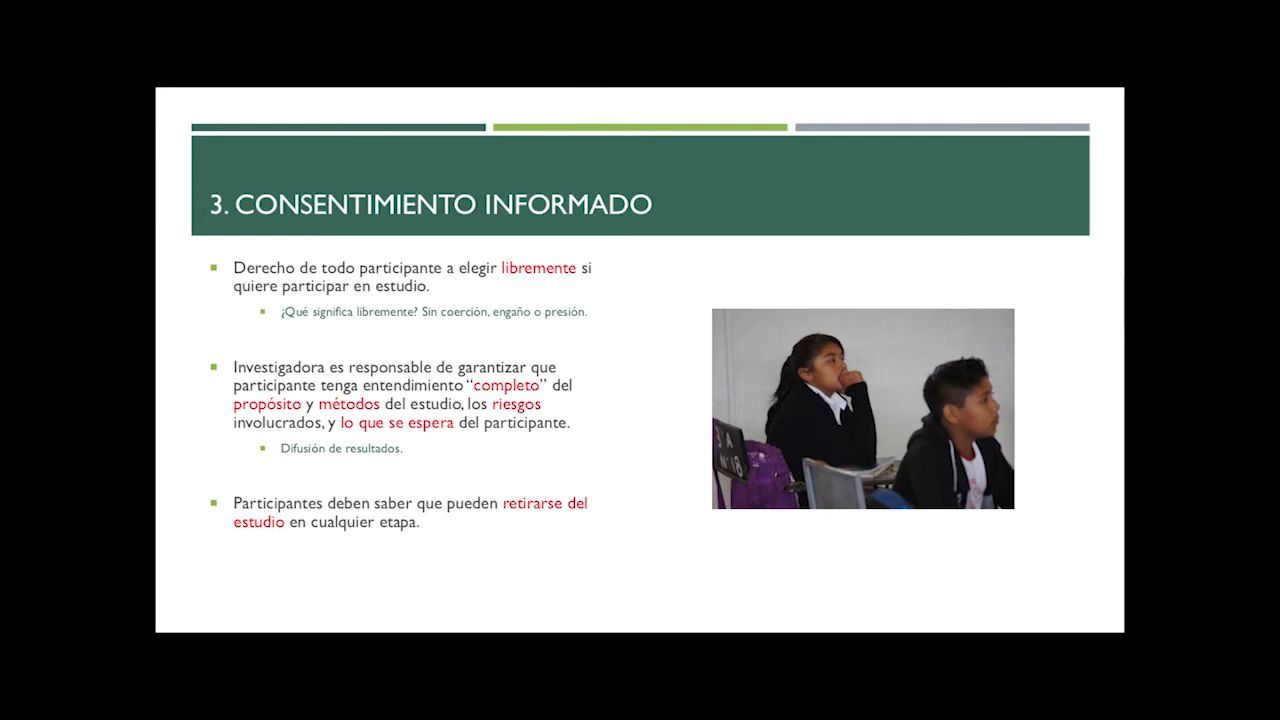 3. CONSENTIMIENTO INFORMADO
Derecho de todo participante a elegir libremente si
quiere participar en estudio.
¿Qué significa libremente? Sin coerción, engaño o presión.
Investigadora es responsable de garantizar que
participante tenga entendimiento “completo” del
propósito y métodos del estudio, los riesgos
involucrados, y lo que se espera del participante.
Difusión de resultados.
Participantes deben saber que pueden retirarse del
estudio en cualquier etapa.
3 A
N°18